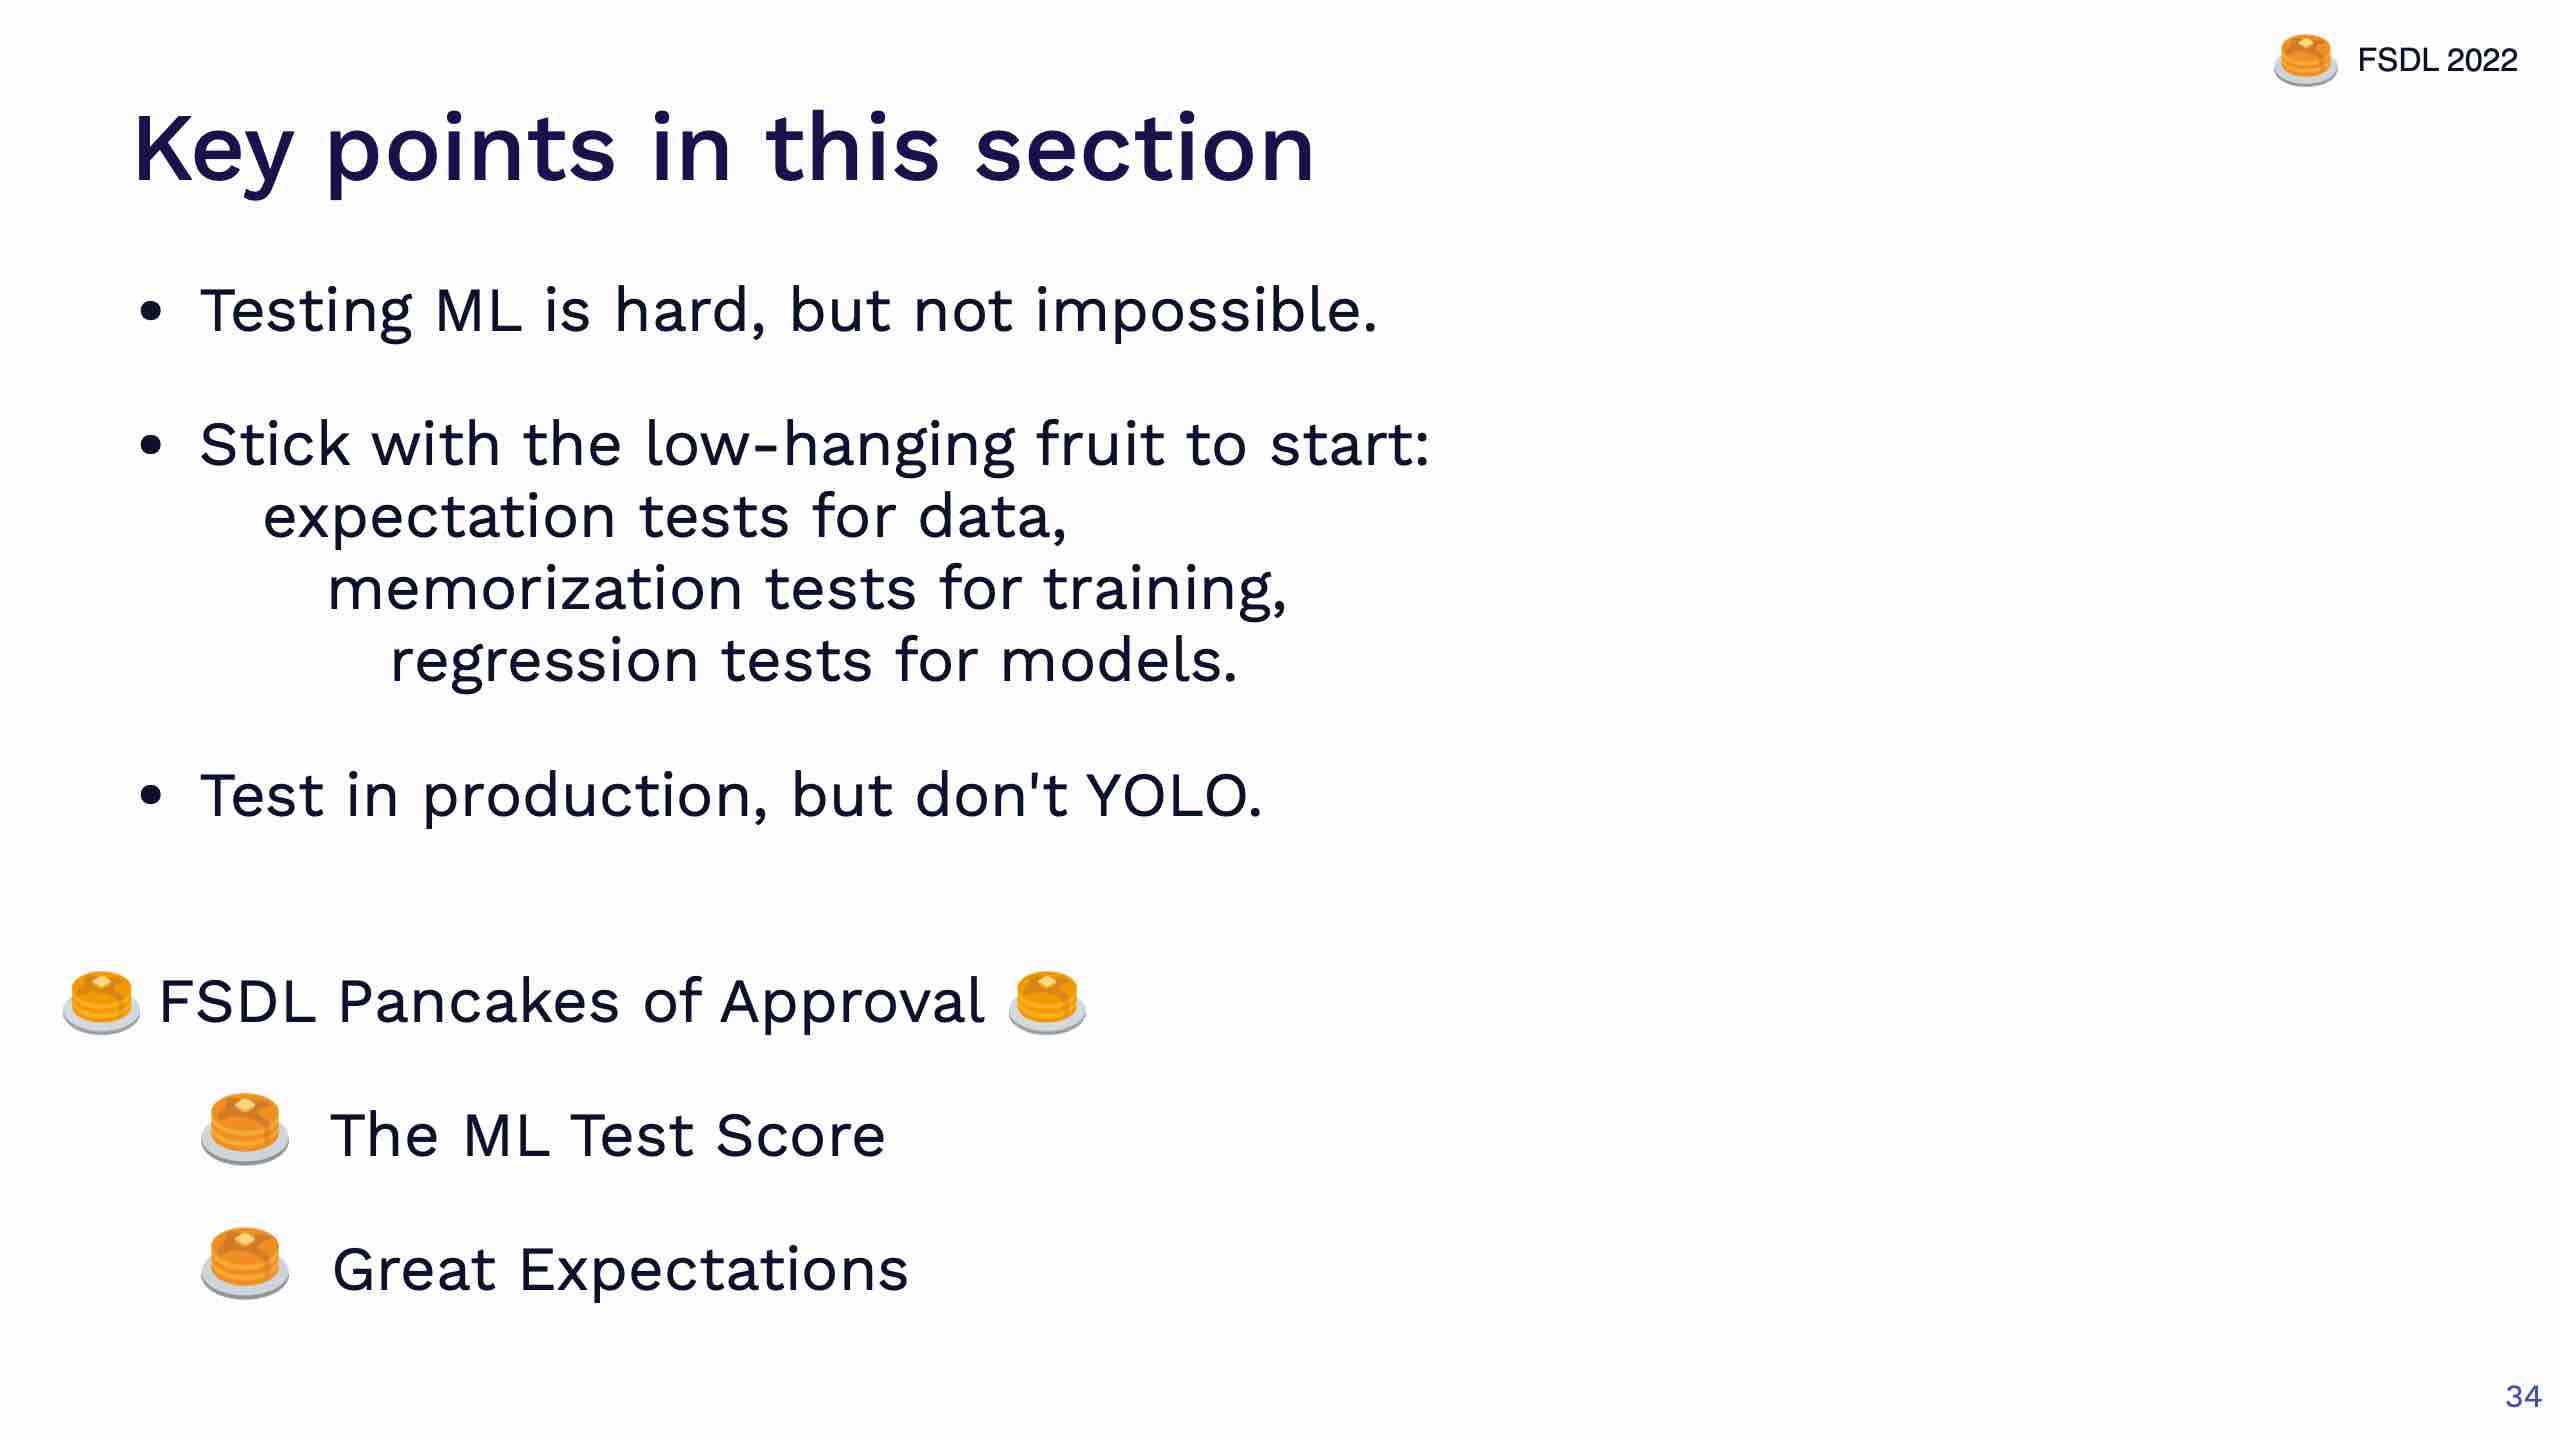 FSDL 2022
Key points in this section
• Testing ML is hard, but not impossible.
• Stick with the low-hanging fruit to start:
expectation tests for data,
memorization tests for training,
regression tests for models.
• Test in production, but don't YOLO.
🥞 FSDL Pancakes of Approval 🥞
🥞 The ML Test Score
🥞 Great Expectations
34